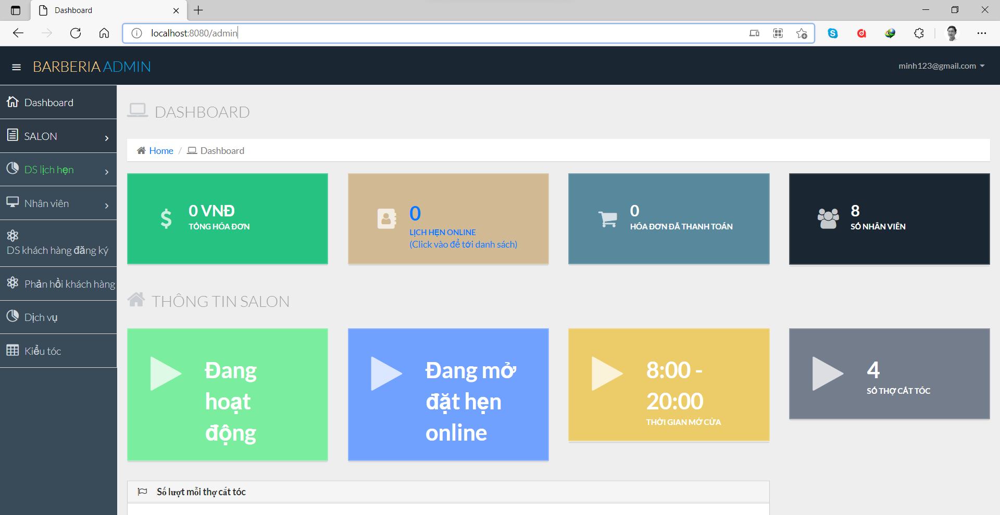 Dashboard
localhost:8080/admin
BARBERIA ADMIN
minh123@gmail.com
Dashboard
SALON
DS lịch hẹn
Nhân viên
DS khách hàng đăng ký
Phản hồi khách hàng
Dịch vụ
Kiểu tóc
DASHBOARD
Home / Dashboard
0 VNĐ
TỔNG HÓA ĐƠN
0
LỊCH HẸN ONLINE
(Click vào để tới danh sách)
0
HÓA ĐƠN ĐÃ THANH TOÁN
8
SỐ NHÂN VIÊN
THÔNG TIN SALON
Đang
hoạt
động
Đang mở
đặt hẹn
online
8:00 -
20:00
THỜI GIAN MỞ CỬA
4
SỐ THỢ CẮT TÓC
Số lượt mỗi thợ cắt tóc